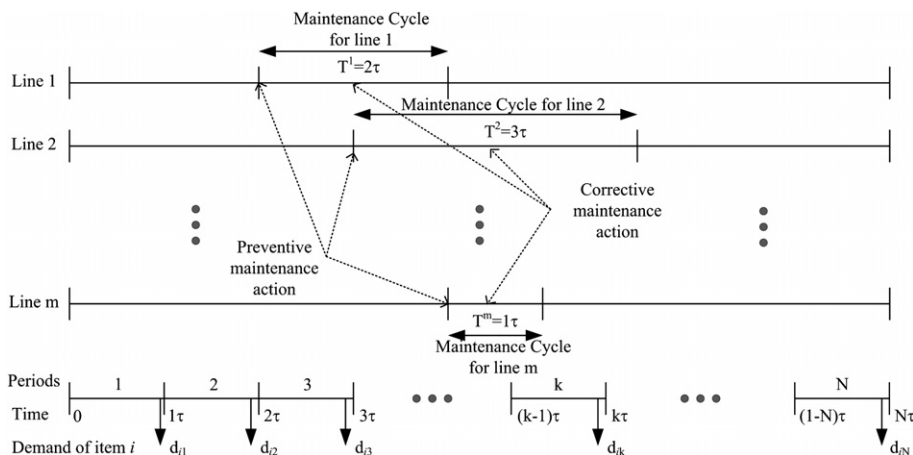 Maintenance Cycle
for line 1
T¹=2τ
Line 1
Maintenance Cycle for line 2
T²=3τ
Line 2
Corrective
maintenance
action
Preventive
maintenance
action
Line m
Tᵐ=1τ
Maintenance Cycle
for line m
Periods
1 2 3 k N
Time
0 1τ 2τ 3τ (k-1)τ kτ (1-N)τ Nτ
Demand of item i d_i1 d_i2 d_i3 d_ik d_iN